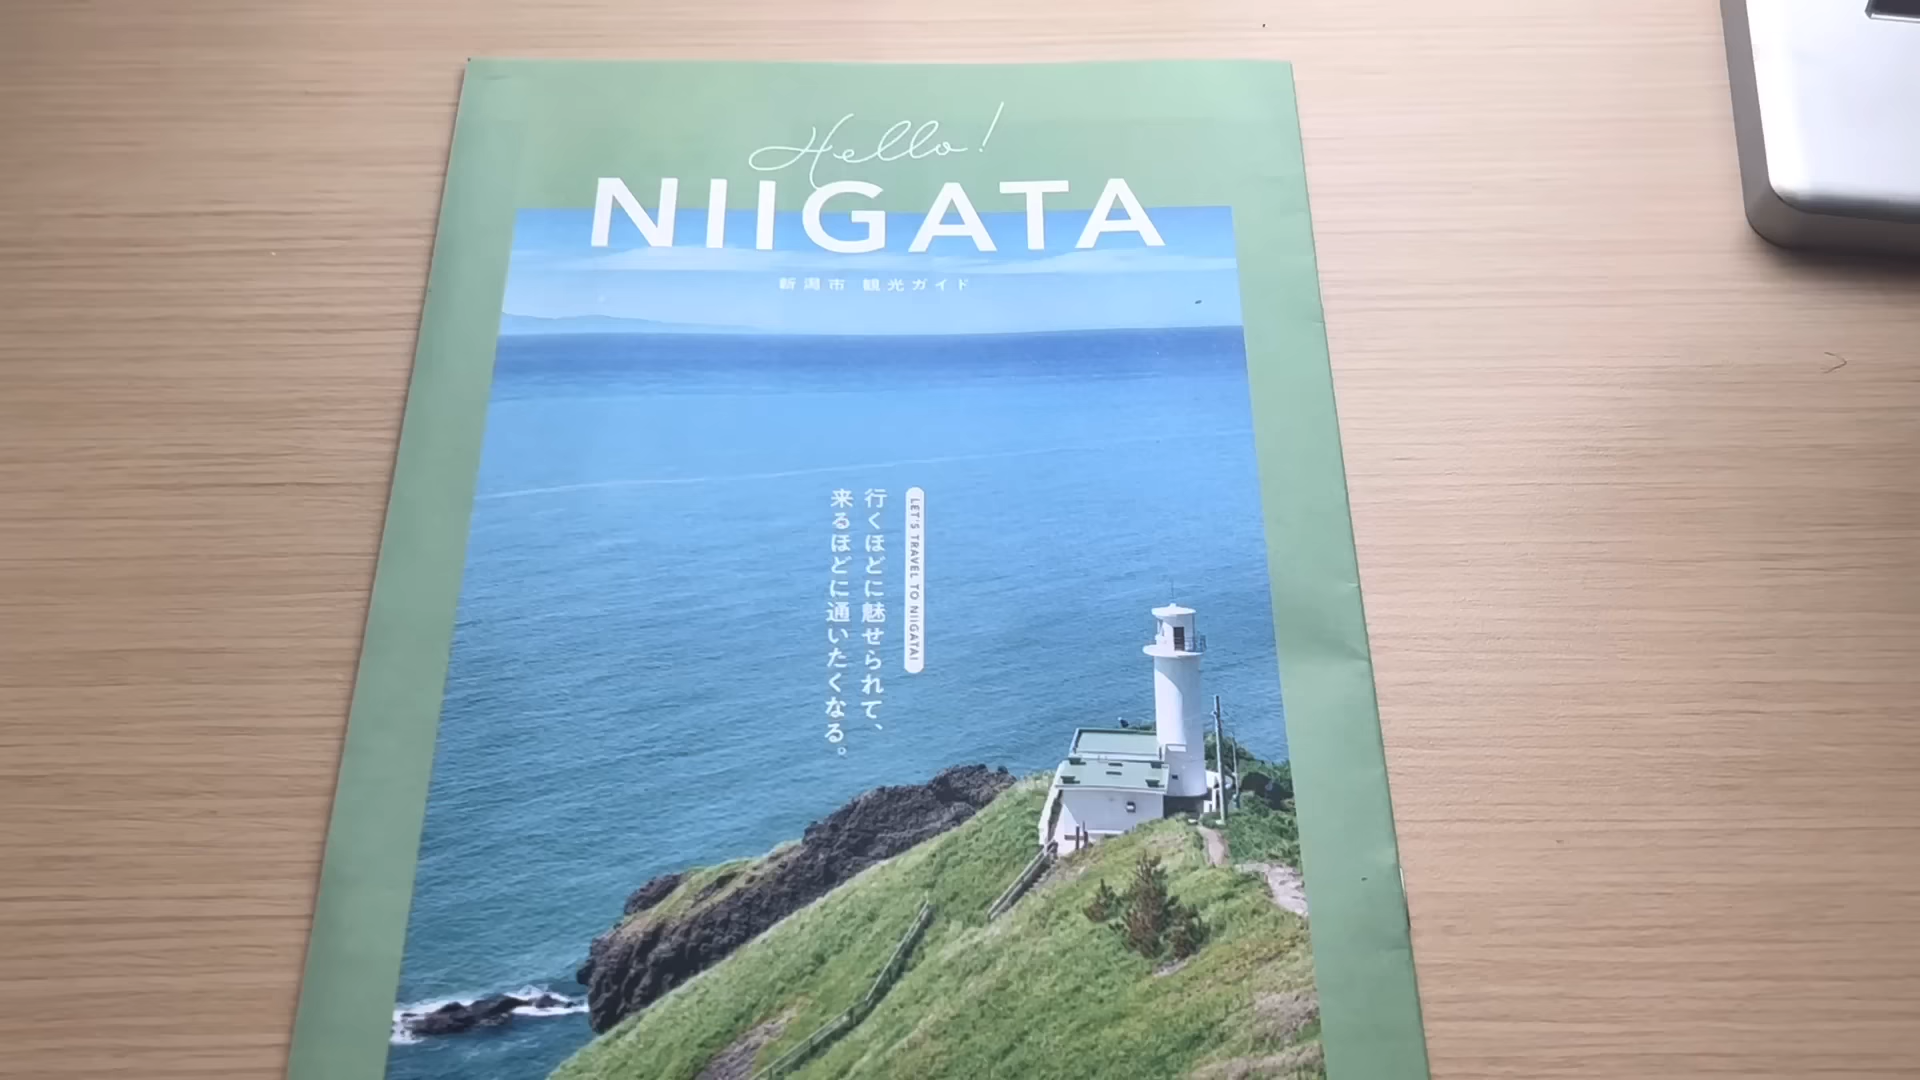 Hello!
NIIGATA
新潟市 観光ガイド
LET'S TRAVEL TO NIIGATA!
行くほどに魅せられて、
来るほどに通いたくなる。